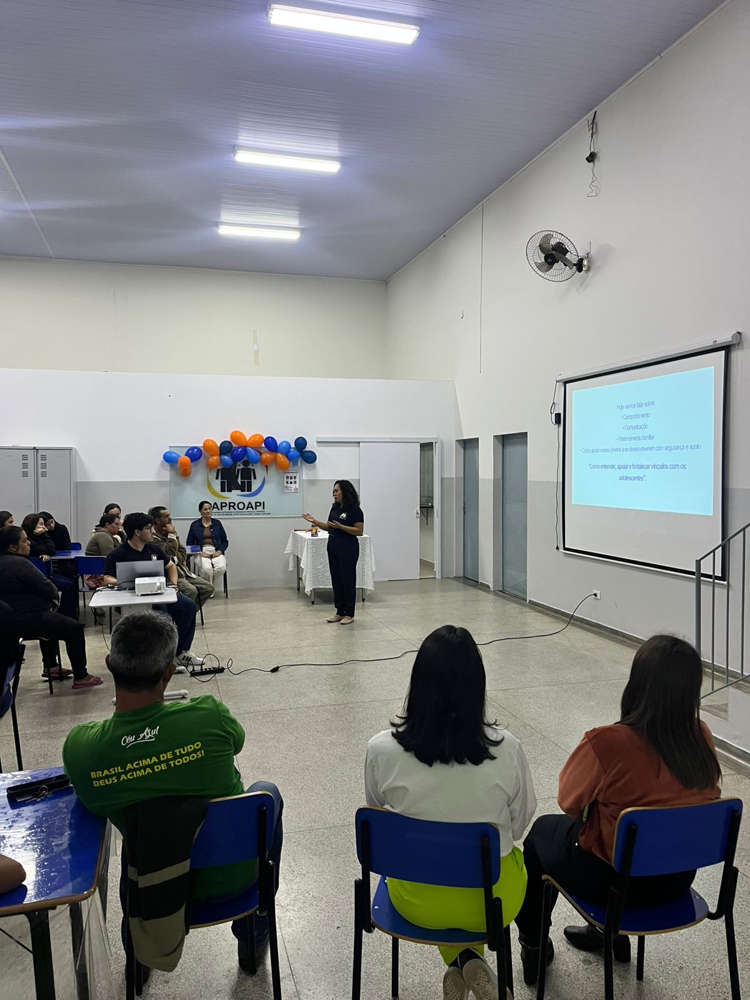 Hoje vamos falar sobre:
• Comportamento
• Comunicação
• Pertencimento familiar
• Como ajudar nossos jovens a se desenvolverem com segurança e apoio.
"Como entender, apoiar e fortalecer vínculos com os
adolescentes".
APROAPI
Céu Azul
BRASIL ACIMA DE TUDO
DEUS ACIMA DE TODOS!